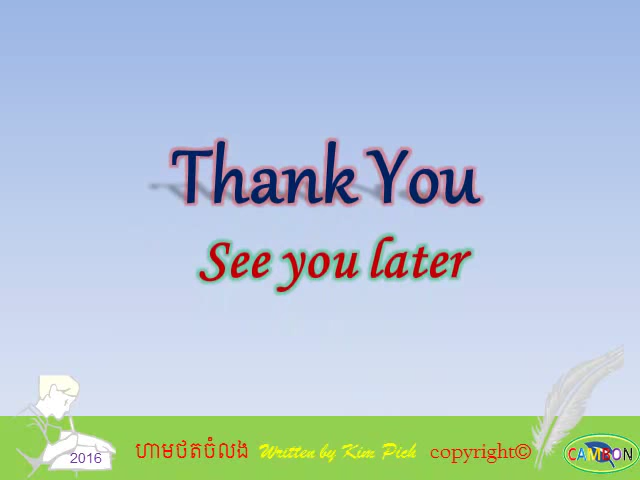 Thank You
See you later
2016 ហាមថតចំលង Written by Kim Pich copyright© CAMBON